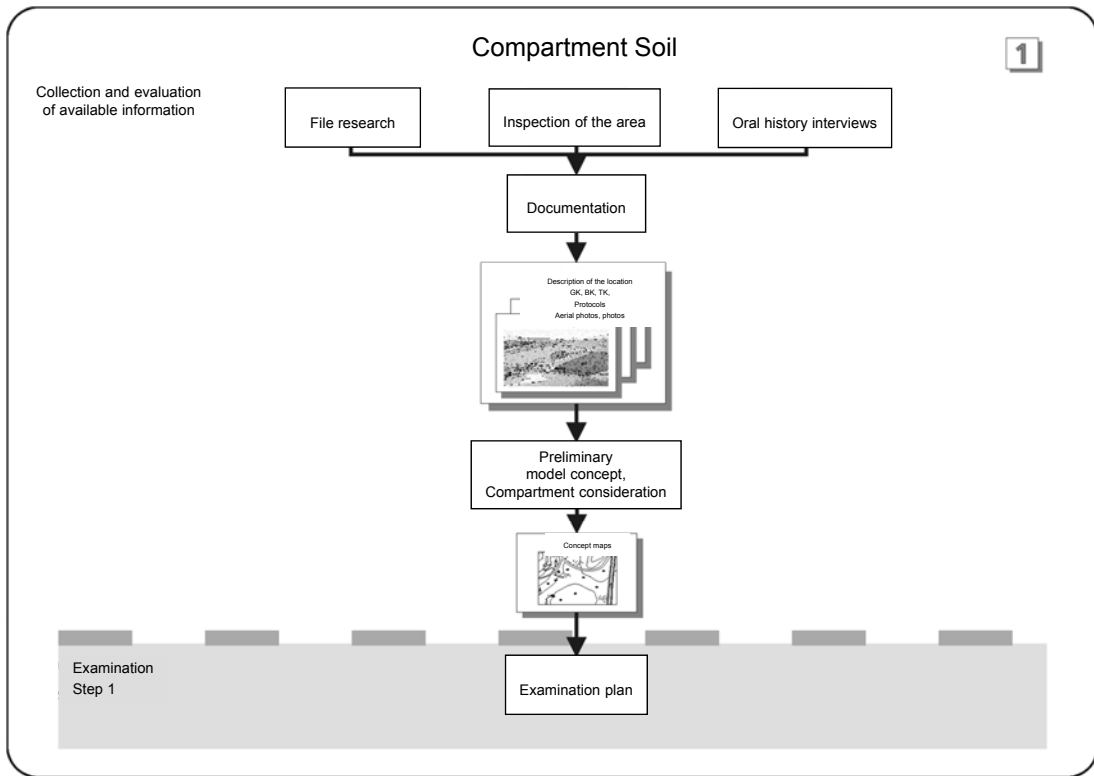 Compartment Soil
1
Collection and evaluation
of available information
File research
Inspection of the area
Oral history interviews
Documentation
Description of the location
GK, BK, TK,
Protocols
Aerial photos, photos
Preliminary
model concept,
Compartment consideration
Concept maps
Examination
Step 1
Examination plan